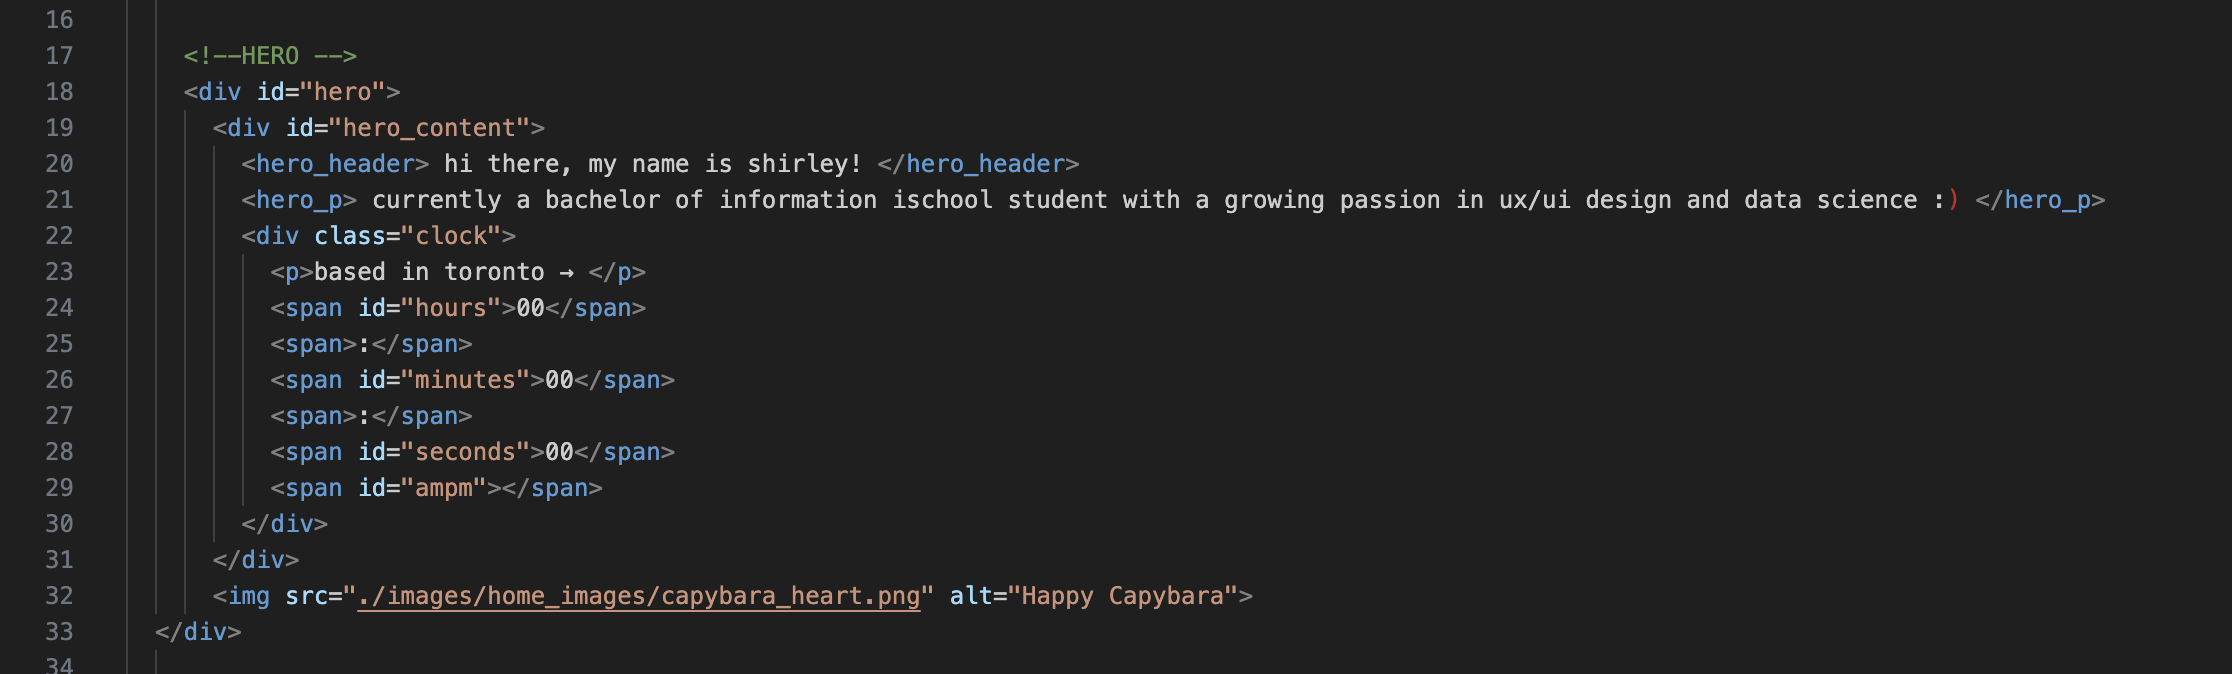 16
17 <!--HERO -->
18 <div id="hero">
19 <div id="hero_content">
20 <hero_header> hi there, my name is shirley! </hero_header>
21 <hero_p> currently a bachelor of information ischool student with a growing passion in ux/ui design and data science :) </hero_p>
22 <div class="clock">
23 <p>based in toronto → </p>
24 <span id="hours">00</span>
25 <span>:</span>
26 <span id="minutes">00</span>
27 <span>:</span>
28 <span id="seconds">00</span>
29 <span id="ampm"></span>
30 </div>
31 </div>
32 <img src="./images/home_images/capybara_heart.png" alt="Happy Capybara">
33 </div>
34